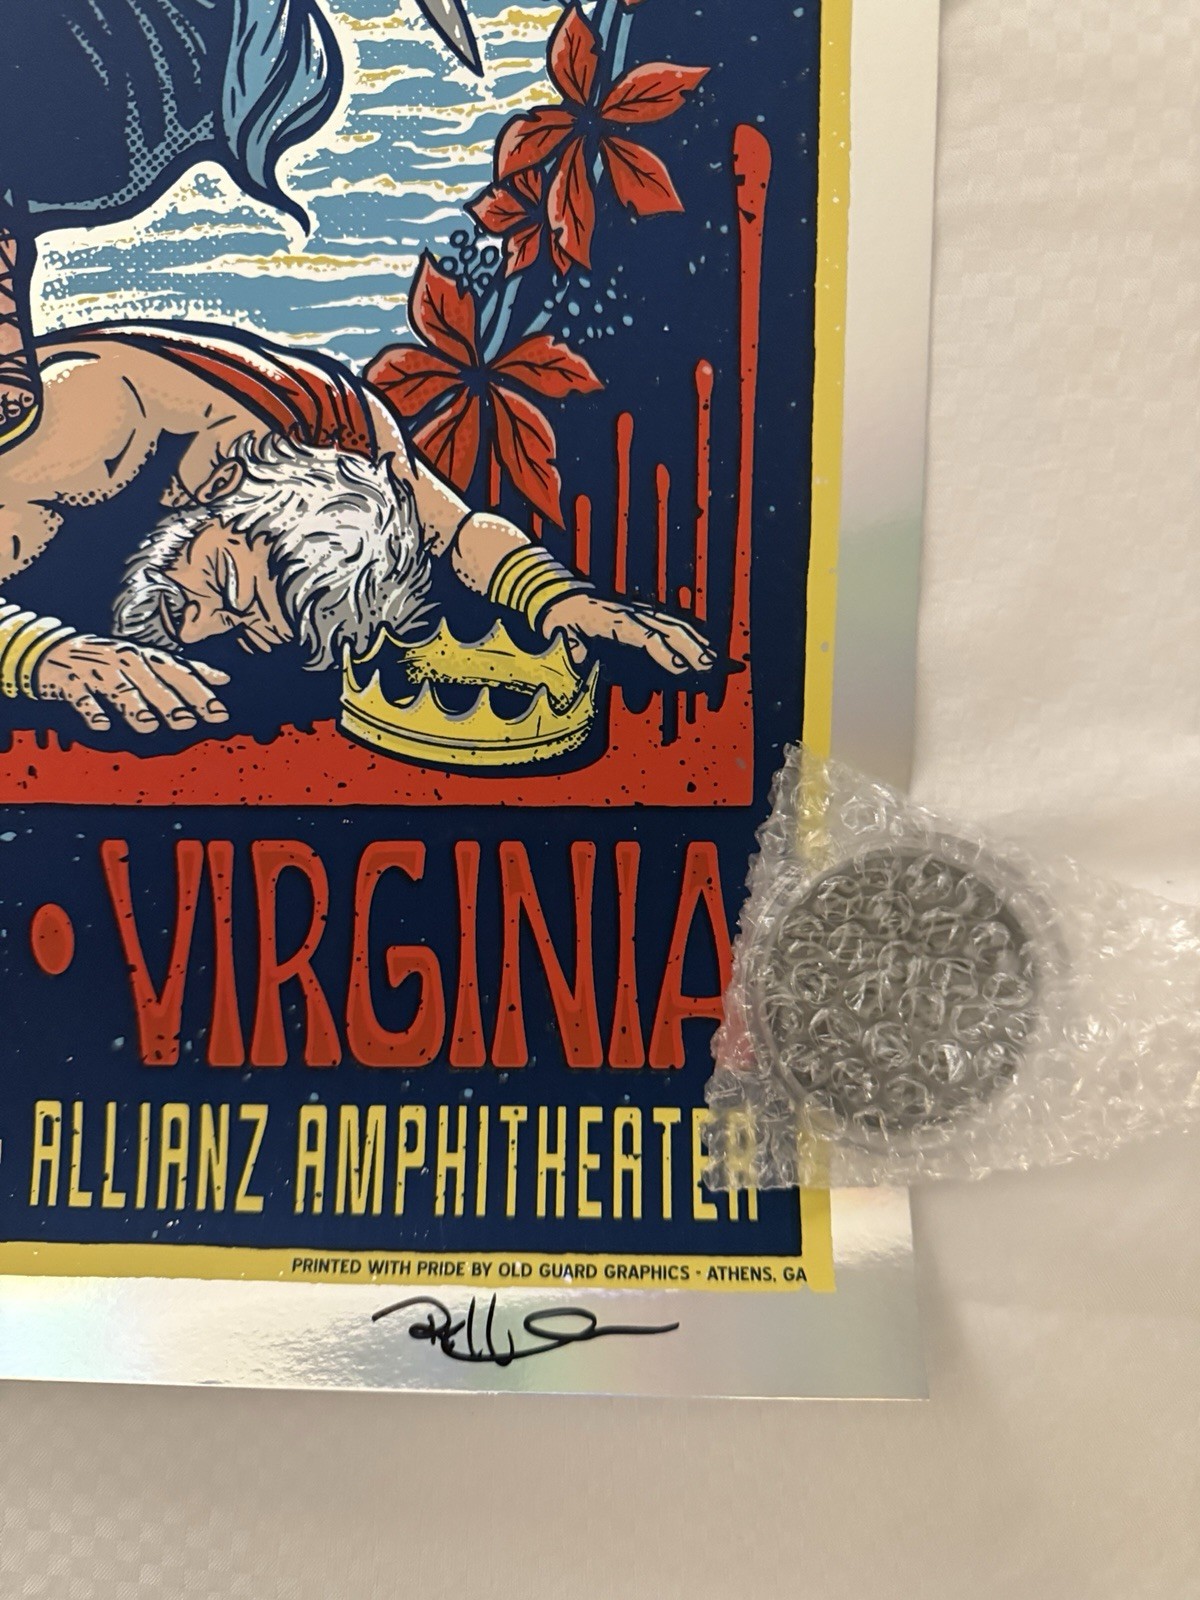 • VIRGINIA
ALLIANZ AMPHITHEATER
PRINTED WITH PRIDE BY OLD GUARD GRAPHICS - ATHENS, GA